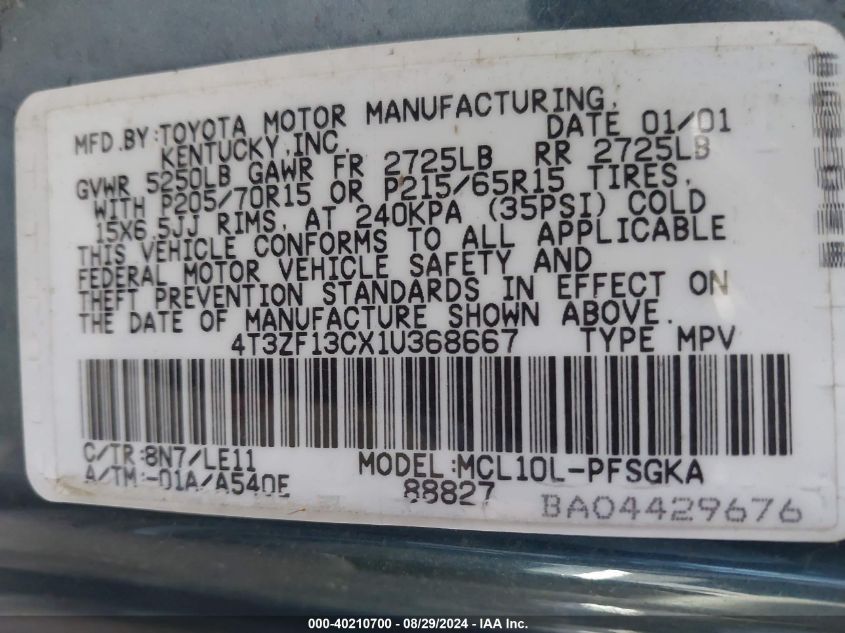 MFD.BY:TOYOTA MOTOR MANUFACTURING,
KENTUCKY,INC. DATE 01/01
GVWR 5250LB GAWR FR 2725LB RR 2725LB
WITH P205/70R15 OR P215/65R15 TIRES,
15X6.5JJ RIMS, AT 240KPA (35PSI) COLD
THIS VEHICLE CONFORMS TO ALL APPLICABLE
FEDERAL MOTOR VEHICLE SAFETY AND
THEFT PREVENTION STANDARDS IN EFFECT ON
THE DATE OF MANUFACTURE SHOWN ABOVE.
4T3ZF13CX1U368667 TYPE MPV
C/TR:8N7/LE11 MODEL:MCL10L-PFSGKA
A/TM:-01A/A540E 88827 BA04429676
000-40210700 - 08/29/2024 - IAA Inc.